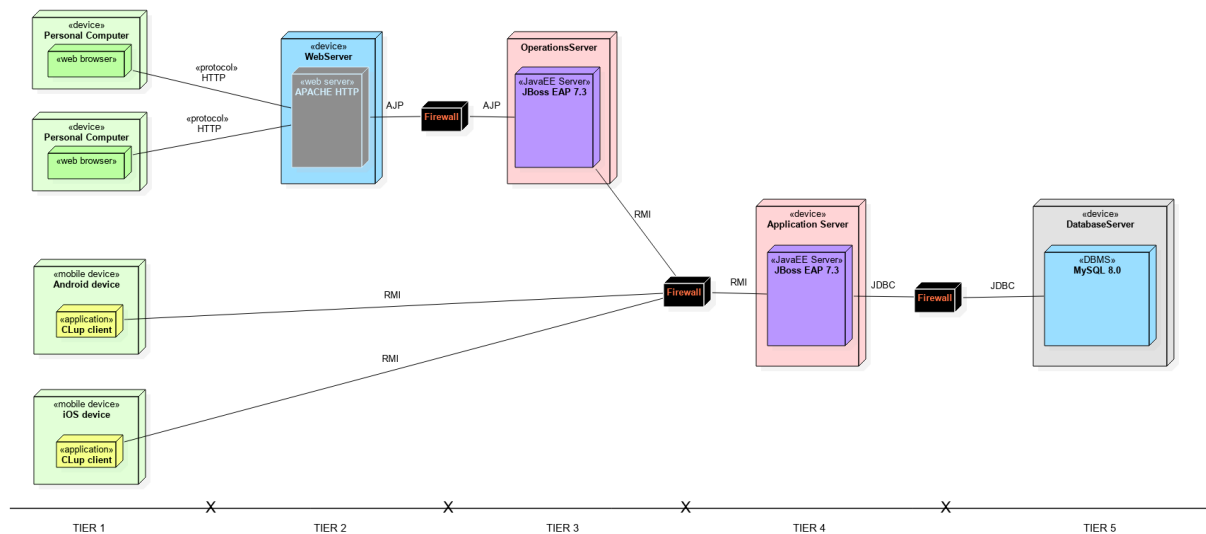 «device»
Personal Computer
«web browser»
«protocol»
HTTP
«device»
Personal Computer
«web browser»
«protocol»
HTTP
«device»
WebServer
«web server»
APACHE HTTP
AJP
Firewall
AJP
OperationsServer
«JavaEE Server»
JBoss EAP 7.3
RMI
«mobile device»
Android device
«application»
CLup client
RMI
«mobile device»
iOS device
«application»
CLup client
RMI
Firewall
RMI
«device»
Application Server
«JavaEE Server»
JBoss EAP 7.3
JDBC
Firewall
JDBC
«device»
DatabaseServer
«DBMS»
MySQL 8.0
X
X
X
X
TIER 1
TIER 2
TIER 3
TIER 4
TIER 5